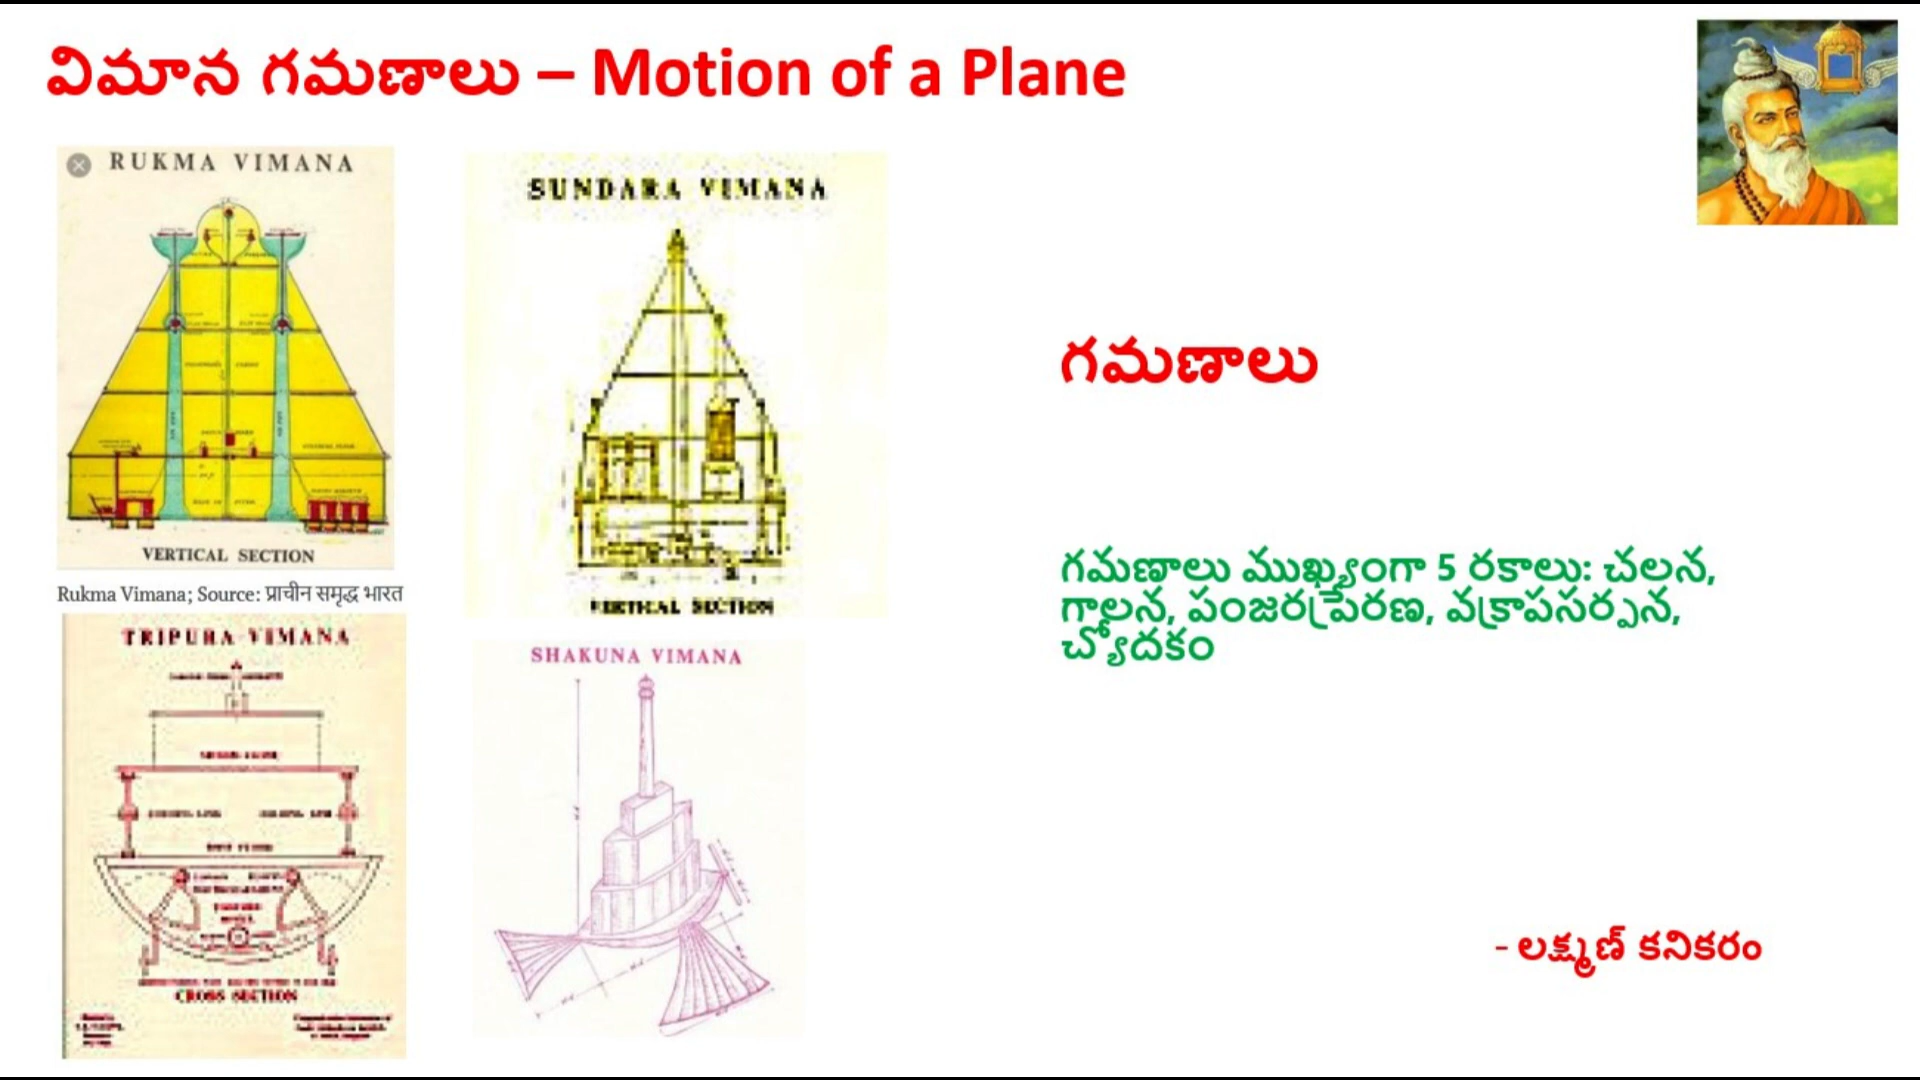 విమాన గమణాలు – Motion of a Plane
RUKMA VIMANA
VERTICAL SECTION
Rukma Vimana; Source: प्राचीन समृद्ध भारत
SUNDARA VIMANA
VERTICAL SECTION
TRIPURA VIMANA
CROSS SECTION
SHAKUNA VIMANA
గమణాలు
గమణాలు ముఖ్యంగా 5 రకాలు: చలన,
గాలన, పంజరప్రేరణ, వక్రాపసర్పన,
చ్యోదకం
- లక్ష్మణ్ కనికరం